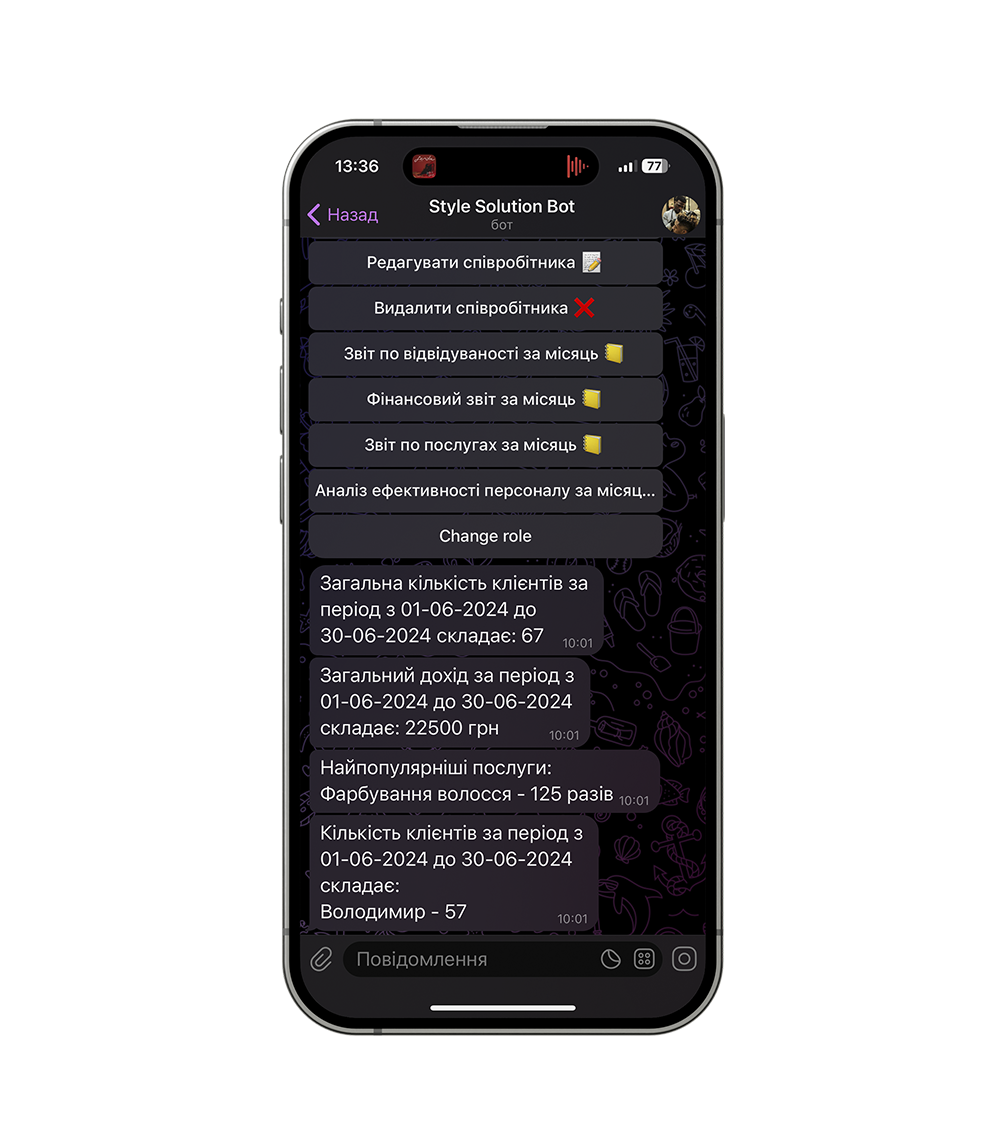 13:36
77
Назад
Style Solution Bot
бот
Редагувати співробітника
Видалити співробітника
Звіт по відвідуваності за місяць
Фінансовий звіт за місяць
Звіт по послугах за місяць
Аналіз ефективності персоналу за місяц...
Change role
Загальна кількість клієнтів за
період з 01-06-2024 до
30-06-2024 складає: 67
10:01
Загальний дохід за період з
01-06-2024 до 30-06-2024
складає: 22500 грн
10:01
Найпопулярніші послуги:
Фарбування волосся - 125 разів
10:01
Кількість клієнтів за період з
01-06-2024 до 30-06-2024
складає:
Володимир - 57
10:01
Повідомлення